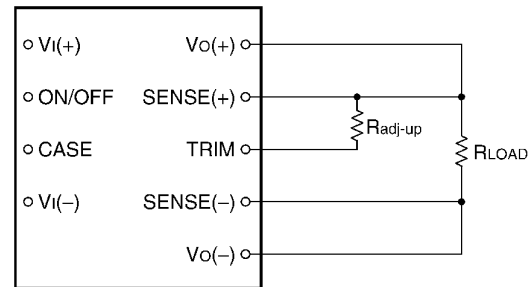 VI(+) VO(+)
ON/OFF SENSE(+)
Radj-up
CASE TRIM
RLOAD
VI(–) SENSE(–)
VO(–)